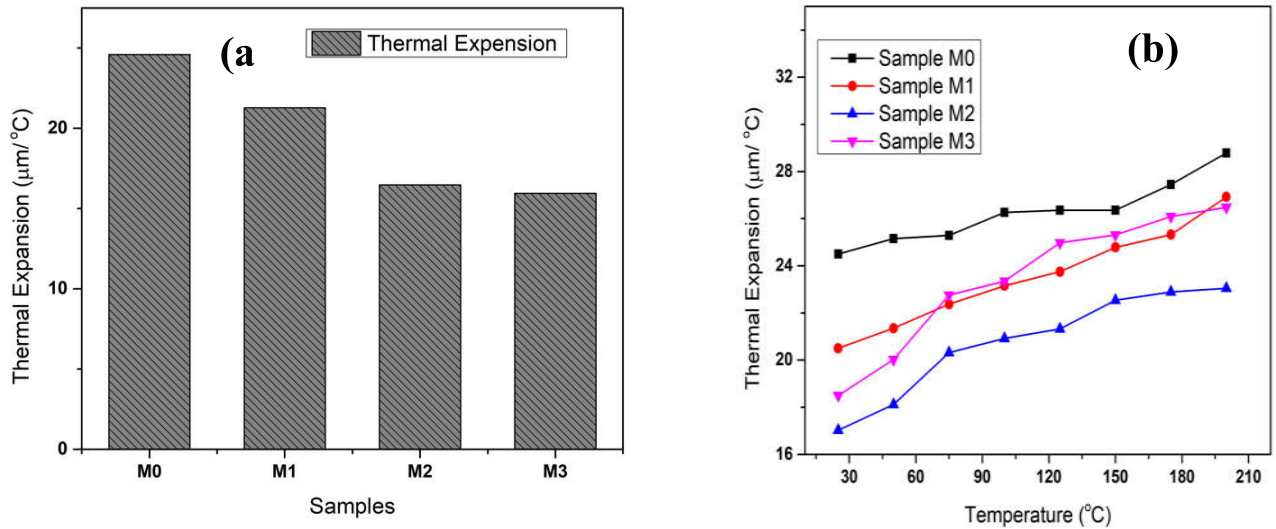 (a
Thermal Expension
Thermal Expansion (μm/ °C)
20
10
0
M0 M1 M2 M3
Samples
(b)
Sample M0
Sample M1
Sample M2
Sample M3
Thermal Expansion (μm/ °C)
32
28
24
20
16
30 60 90 120 150 180 210
Temperature (°C)